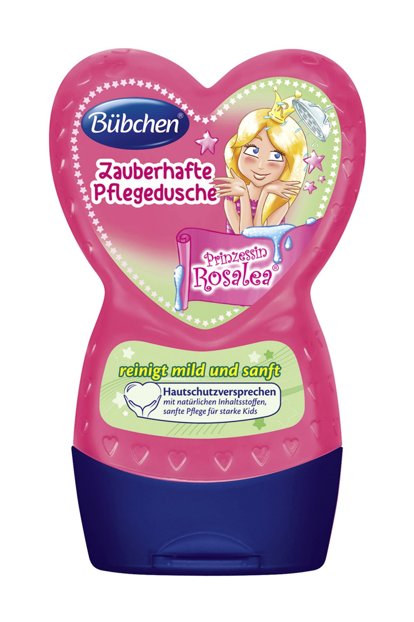 Bübchen®
Zauberhafte
Pflegedusche
Prinzessin
Rosalea®
reinigt mild und sanft
Hautschutzversprechen
mit natürlichen Inhaltsstoffen,
sanfte Pflege für starke Kids